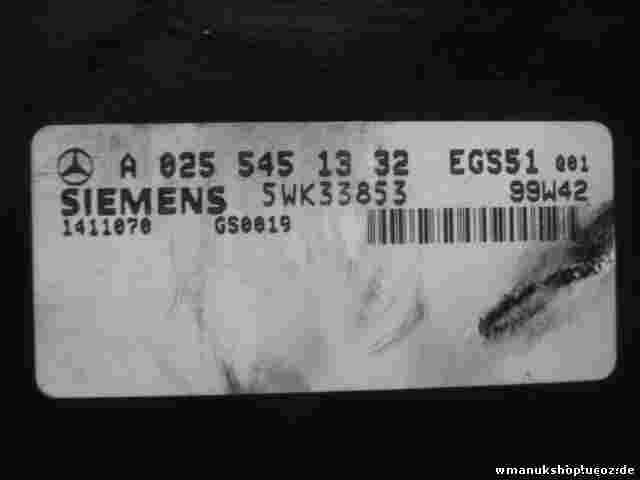 A 025 545 13 32 EGS51 001
SIEMENS 5WK33853 99W42
1411070 GS0019
wmanukshop.ucoz.de